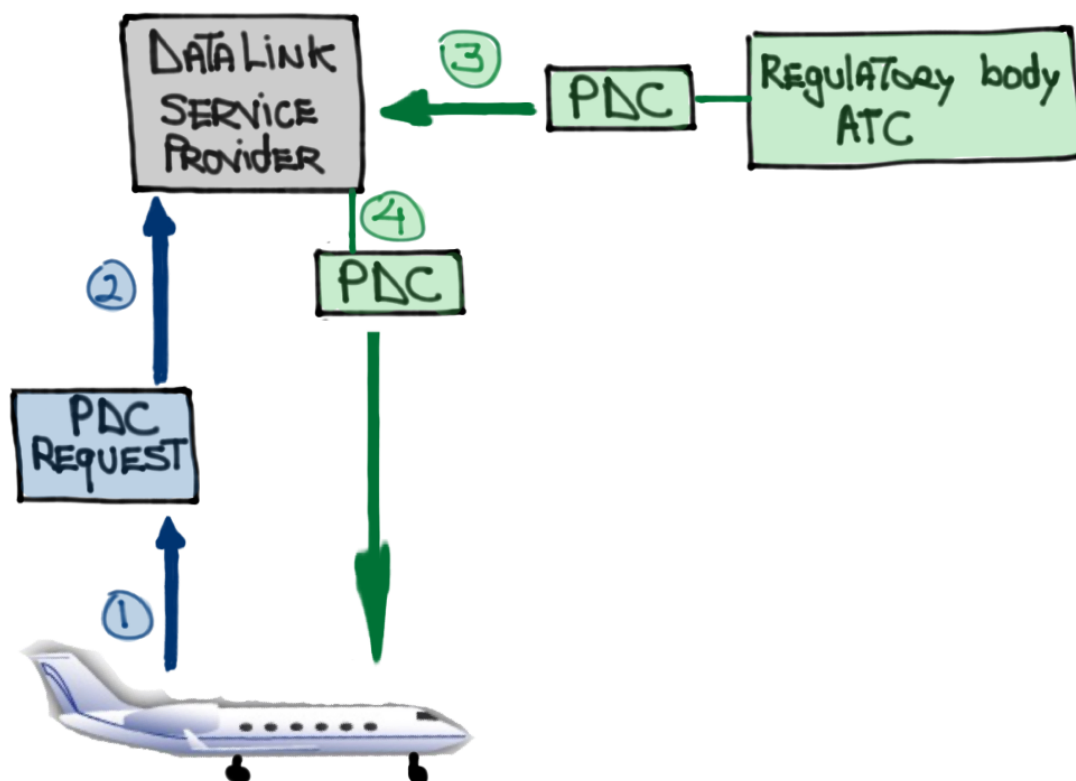 DATALINK
SERVICE
PROVIDER
3
PDC
Regulatory body
ATC
4
PDC
2
PDC
REQUEST
1